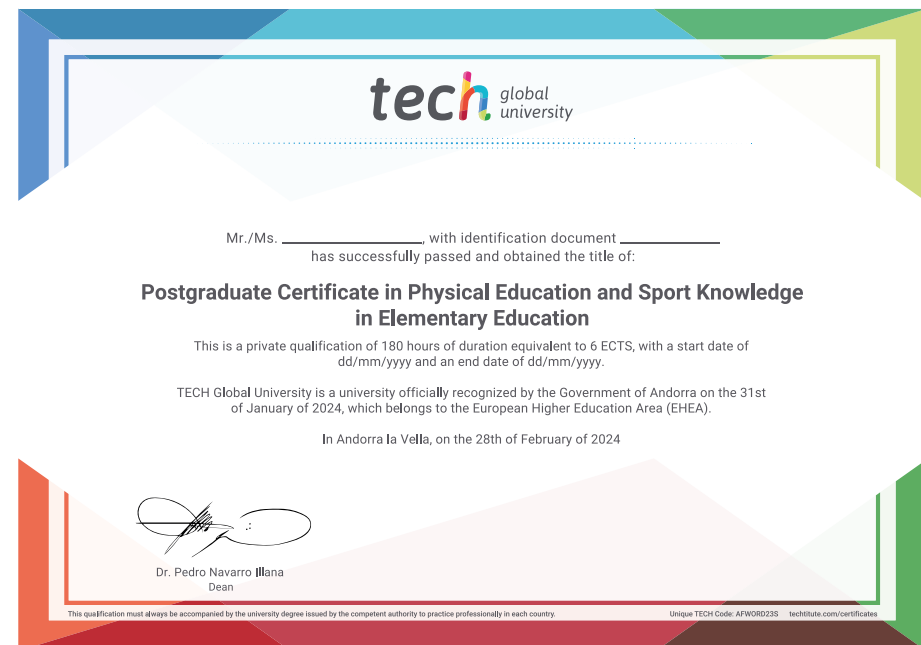 tech global university
Mr./Ms. ____________, with identification document ____________
has successfully passed and obtained the title of:
Postgraduate Certificate in Physical Education and Sport Knowledge
in Elementary Education
This is a private qualification of 180 hours of duration equivalent to 6 ECTS, with a start date of
dd/mm/yyyy and an end date of dd/mm/yyyy.
TECH Global University is a university officially recognized by the Government of Andorra on the 31st
of January of 2024, which belongs to the European Higher Education Area (EHEA).
In Andorra la Vella, on the 28th of February of 2024
Dr. Pedro Navarro Illana
Dean
This qualification must always be accompanied by the university degree issued by the competent authority to practice professionally in each country.
Unique TECH Code: AFWORD23S techtitute.com/certificates